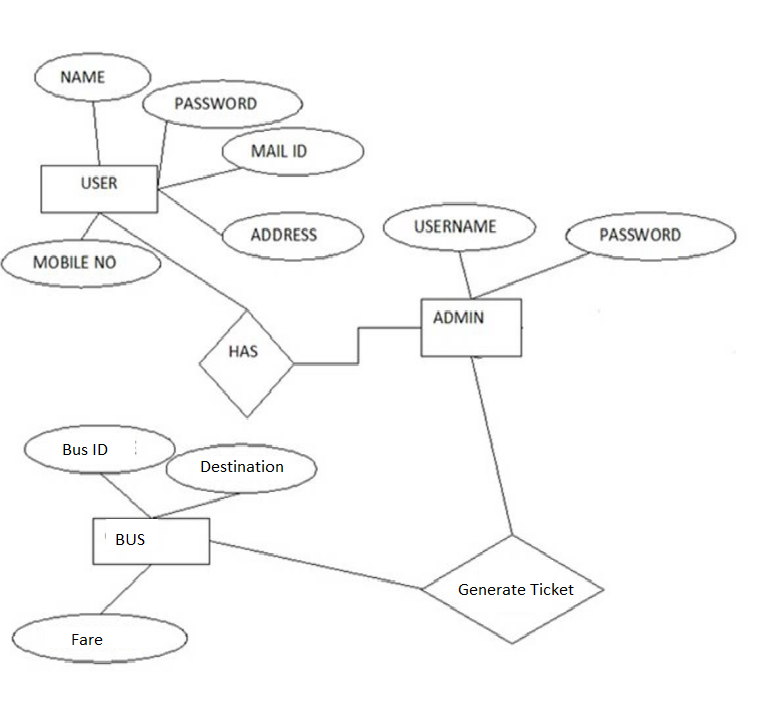 NAME
PASSWORD
MAIL ID
USER
ADDRESS
MOBILE NO
USERNAME
PASSWORD
ADMIN
HAS
Bus ID
Destination
BUS
Generate Ticket
Fare